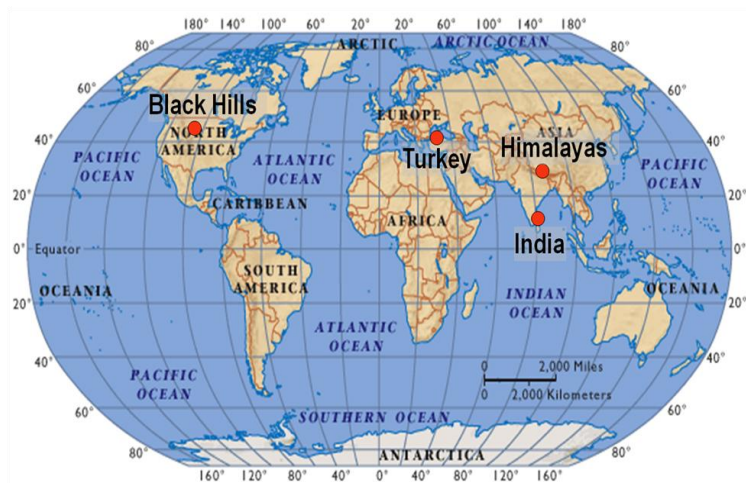 180° 140° 100° 60° 20° 20° 60° 100° 140° 180°
80° ARCTIC ARCTIC OCEAN 80°
60° 60°
Black Hills
EUROPE
40° NORTH AMERICA Turkey ASIA 40°
Himalayas
PACIFIC OCEAN
ATLANTIC OCEAN
PACIFIC OCEAN
20° CARIBBEAN 20°
AFRICA
India
0° Equator 0°
SOUTH AMERICA
OCEANIA
INDIAN OCEAN
OCEANIA
20° 20°
ATLANTIC OCEAN
40° 40°
PACIFIC OCEAN
0 2,000 Miles
0 2,000 Kilometers
60° 60°
SOUTHERN OCEAN
80° ANTARCTICA 80°
160° 120° 80° 40° 0° 40° 80° 120° 160°